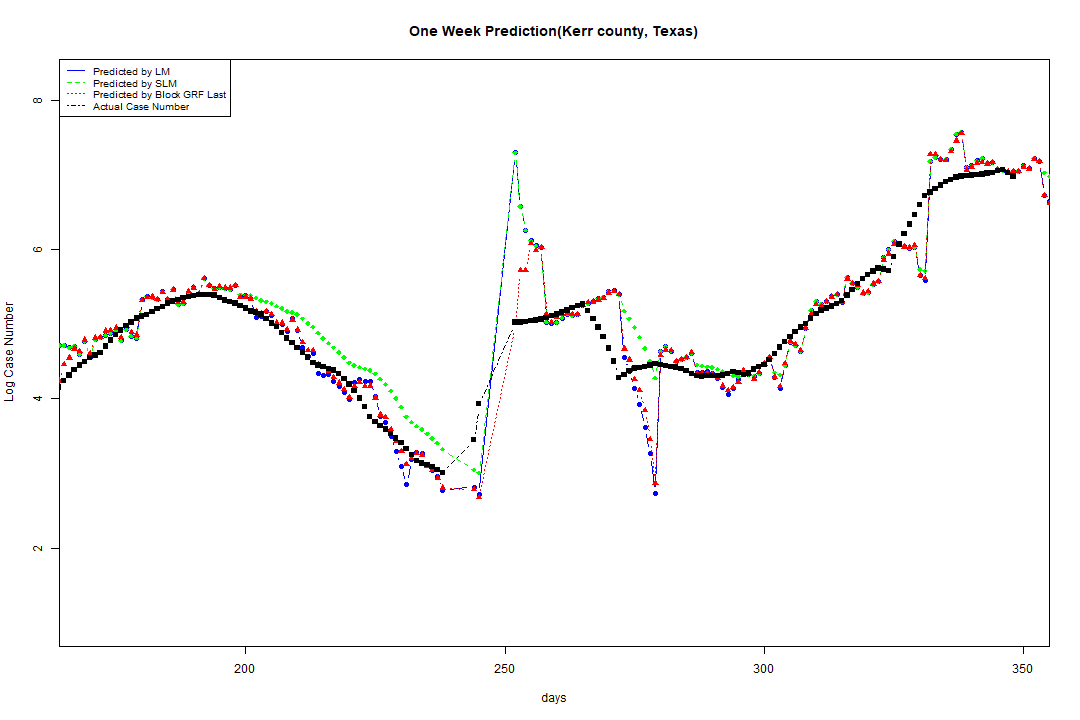 One Week Prediction(Kerr county, Texas)
Predicted by LM
Predicted by SLM
Predicted by Block GRF Last
Actual Case Number
8
6
4
2
Log Case Number
200
250
300
350
days